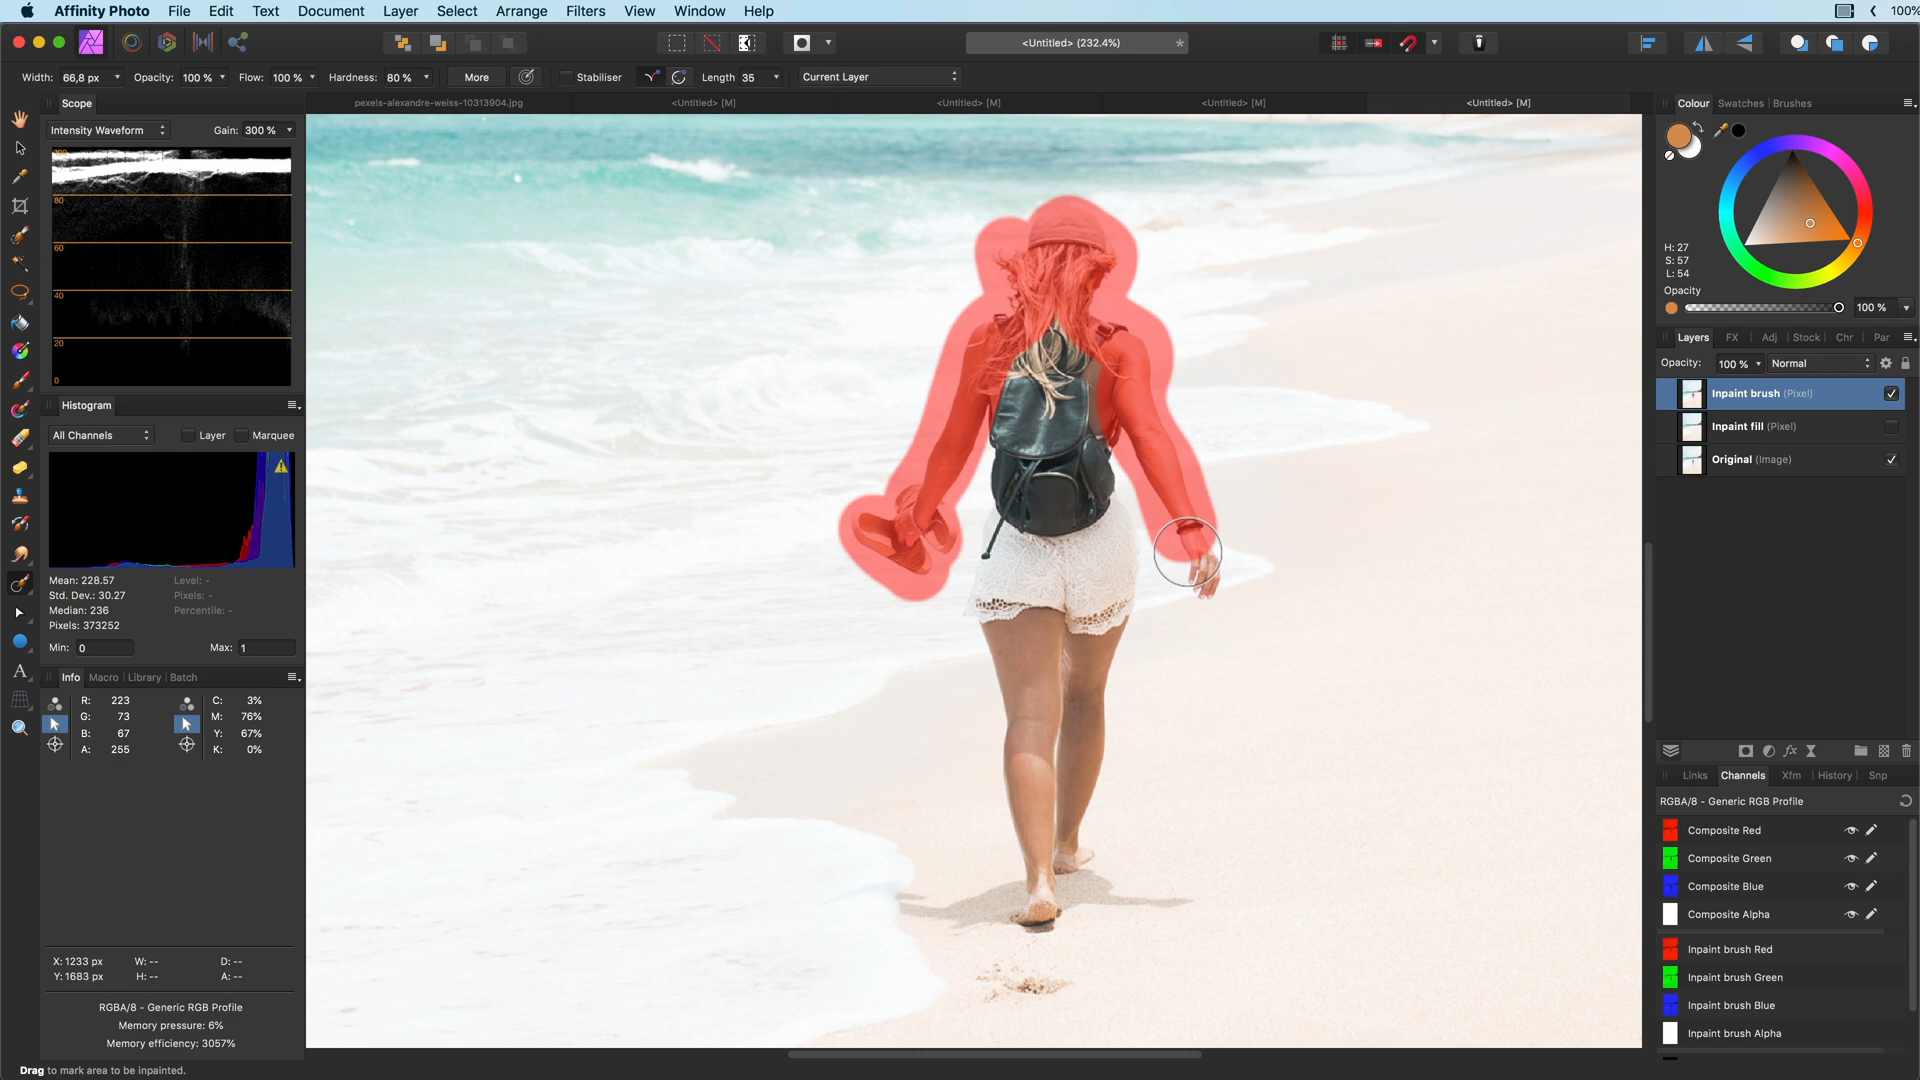 Affinity Photo File Edit Text Document Layer Select Arrange Filters View Window Help 100%
<Untitled> (232.4%) *
Width: 66,8 px Opacity: 100 % Flow: 100 % Hardness: 80 % More Stabiliser Length 35 Current Layer
Scope
pexels-alexandre-weiss-10313904.jpg <Untitled> [M] <Untitled> [M] <Untitled> [M] <Untitled> [M]
Intensity Waveform Gain: 300 %
100
80
60
40
20
0
Histogram
All Channels Layer Marquee
Mean: 228.57 Level: -
Std. Dev.: 30.27 Pixels: -
Median: 236 Percentile: -
Pixels: 373252
Min: 0 Max: 1
Info Macro Library Batch
R: 223 C: 3%
G: 73 M: 76%
B: 67 Y: 67%
A: 255 K: 0%
X: 1233 px W: -- D: --
Y: 1683 px H: -- A: --
RGBA/8 - Generic RGB Profile
Memory pressure: 6%
Memory efficiency: 3057%
Drag to mark area to be inpainted.
Colour Swatches Brushes
H: 27
S: 57
L: 54
Opacity
100 %
Layers FX Adj Stock Chr Par
Opacity: 100 % Normal
Inpaint brush (Pixel)
Inpaint fill (Pixel)
Original (Image)
Links Channels Xfm History Snp
RGBA/8 - Generic RGB Profile
Composite Red
Composite Green
Composite Blue
Composite Alpha
Inpaint brush Red
Inpaint brush Green
Inpaint brush Blue
Inpaint brush Alpha